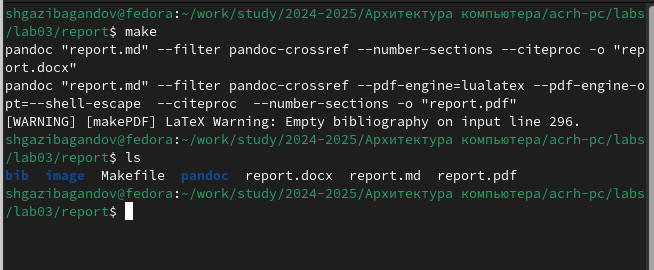 shgazibagandov@fedora:~/work/study/2024-2025/Архитектура компьютера/acrh-pc/labs
/lab03/report$ make
pandoc "report.md" --filter pandoc-crossref --number-sections --citeproc -o "rep
ort.docx"
pandoc "report.md" --filter pandoc-crossref --pdf-engine=lualatex --pdf-engine-o
pt=--shell-escape  --citeproc  --number-sections -o "report.pdf"
[WARNING] [makePDF] LaTeX Warning: Empty bibliography on input line 296.
shgazibagandov@fedora:~/work/study/2024-2025/Архитектура компьютера/acrh-pc/labs
/lab03/report$ ls
bib  image  Makefile  pandoc  report.docx  report.md  report.pdf
shgazibagandov@fedora:~/work/study/2024-2025/Архитектура компьютера/acrh-pc/labs
/lab03/report$